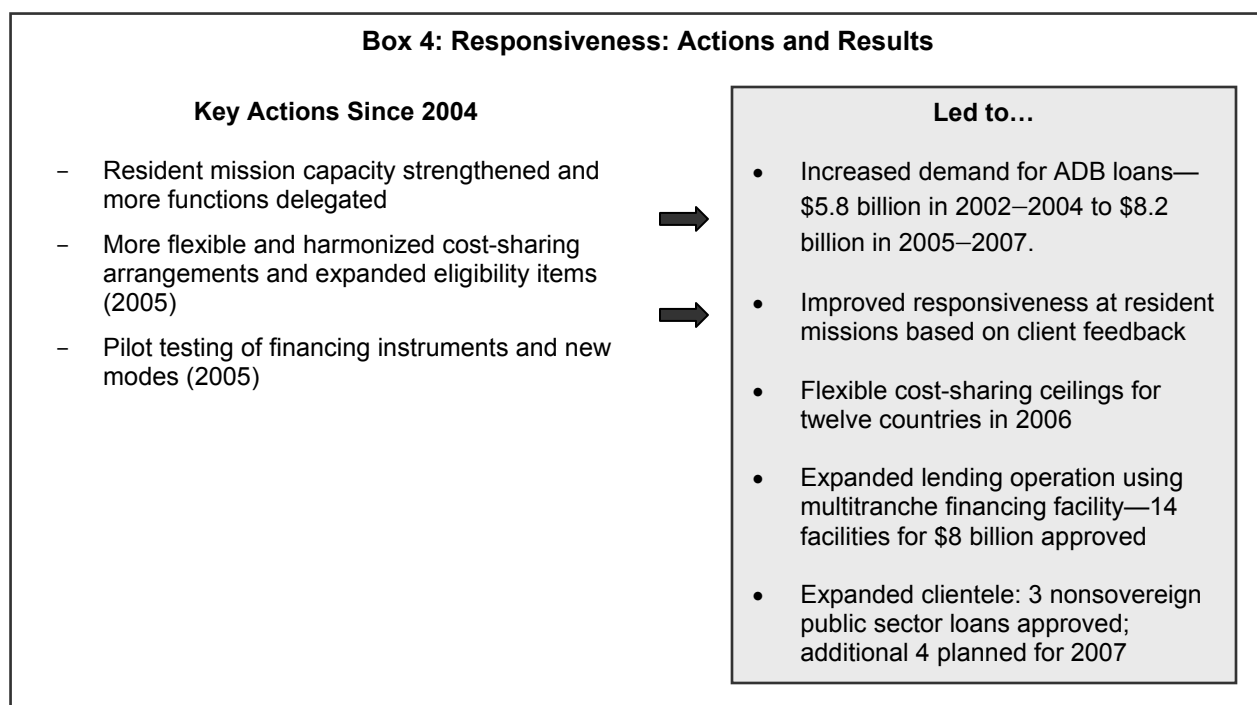 Box 4: Responsiveness: Actions and Results
Key Actions Since 2004
– Resident mission capacity strengthened and
more functions delegated
– More flexible and harmonized cost-sharing
arrangements and expanded eligibility items
(2005)
– Pilot testing of financing instruments and new
modes (2005)
Led to…
• Increased demand for ADB loans—
$5.8 billion in 2002–2004 to $8.2
billion in 2005–2007.
• Improved responsiveness at resident
missions based on client feedback
• Flexible cost-sharing ceilings for
twelve countries in 2006
• Expanded lending operation using
multitranche financing facility—14
facilities for $8 billion approved
• Expanded clientele: 3 nonsovereign
public sector loans approved;
additional 4 planned for 2007